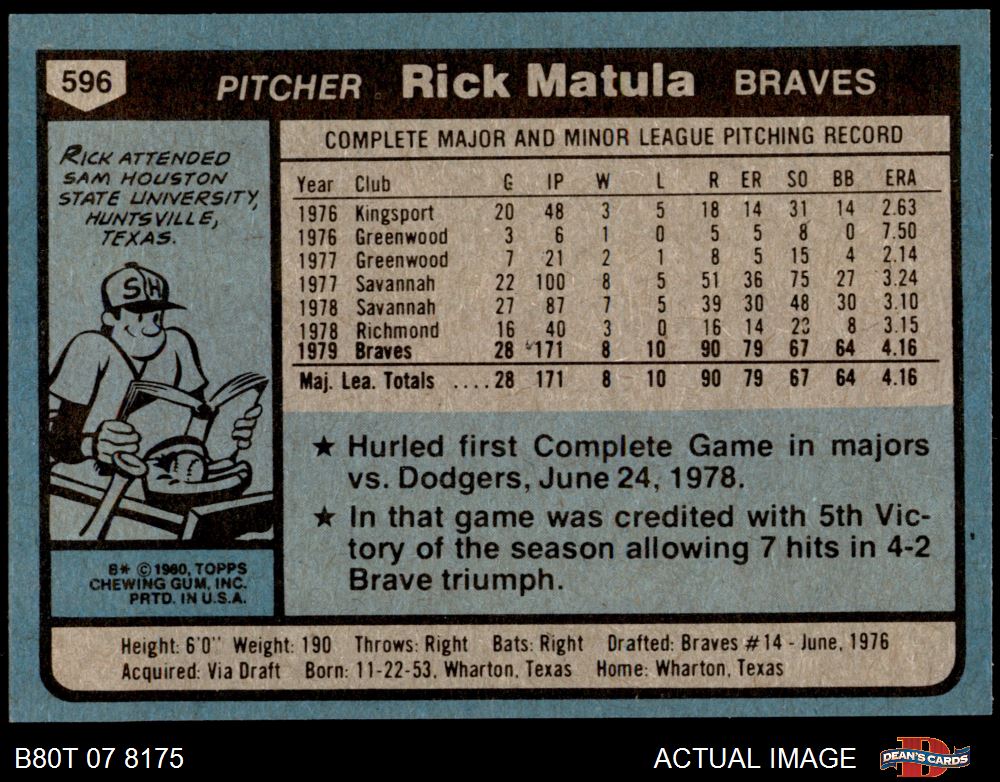 596 PITCHER Rick Matula BRAVES
RICK ATTENDED
SAM HOUSTON
STATE UNIVERSITY,
HUNTSVILLE,
TEXAS.
SH
B* © 1980, TOPPS
CHEWING GUM, INC.
PRTD. IN U.S.A.
COMPLETE MAJOR AND MINOR LEAGUE PITCHING RECORD
Year Club G IP W L R ER SO BB ERA
1976 Kingsport 20 48 3 5 18 14 31 14 2.63
1976 Greenwood 3 6 1 0 5 5 8 0 7.50
1977 Greenwood 7 21 2 1 8 5 15 4 2.14
1977 Savannah 22 100 8 5 51 36 75 27 3.24
1978 Savannah 27 87 7 5 39 30 48 30 3.10
1978 Richmond 16 40 3 0 16 14 23 8 3.15
1979 Braves 28 171 8 10 90 79 67 64 4.16
Maj. Lea. Totals ....28 171 8 10 90 79 67 64 4.16
★ Hurled first Complete Game in majors
vs. Dodgers, June 24, 1978.
★ In that game was credited with 5th Vic-
tory of the season allowing 7 hits in 4-2
Brave triumph.
Height: 6'0" Weight: 190 Throws: Right Bats: Right Drafted: Braves #14 - June, 1976
Acquired: Via Draft Born: 11-22-53, Wharton, Texas Home: Wharton, Texas
B80T 07 8175 ACTUAL IMAGE DEAN'S CARDS